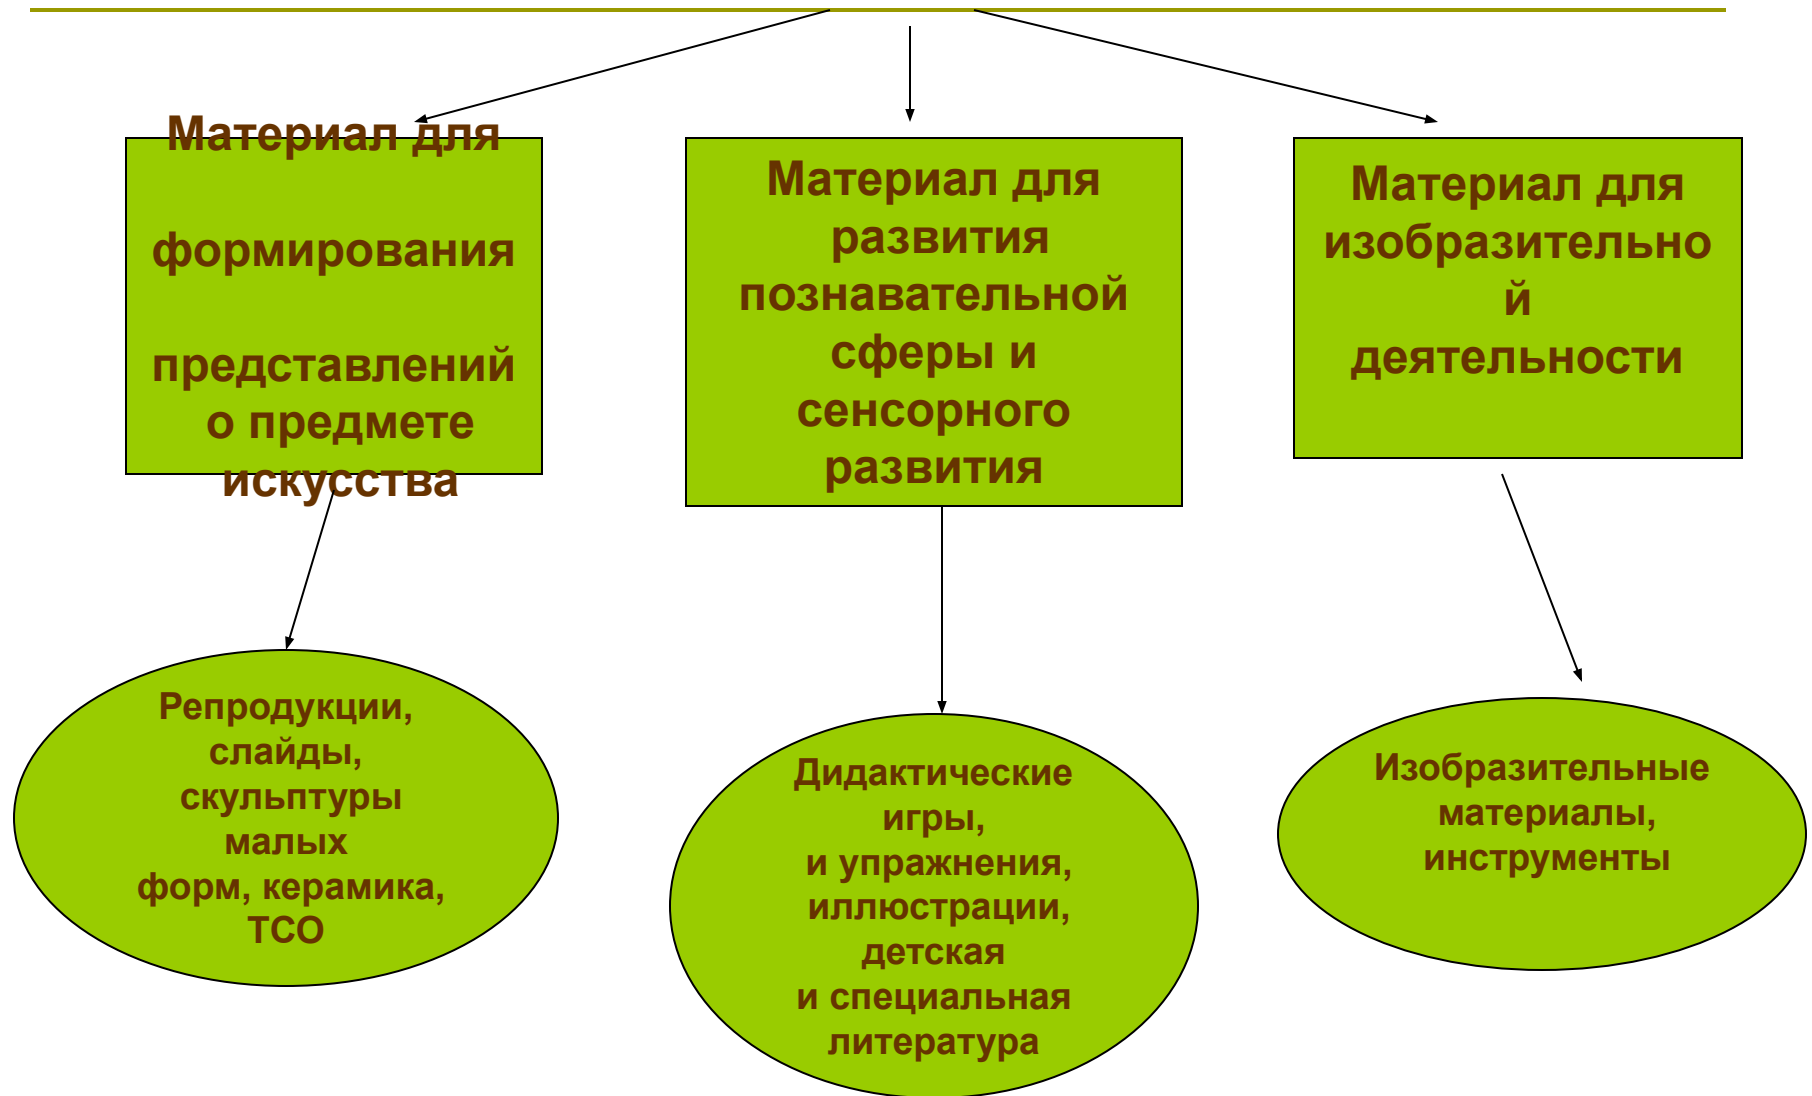 Материал для
формирования
представлений
о предмете
искусства
Материал для
развития
познавательной
сферы и
сенсорного
развития
Материал для
изобразительно
й
деятельности
Репродукции,
слайды,
скульптуры
малых
форм, керамика,
ТСО
Дидактические
игры,
и упражнения,
иллюстрации,
детская
и специальная
литература
Изобразительные
материалы,
инструменты